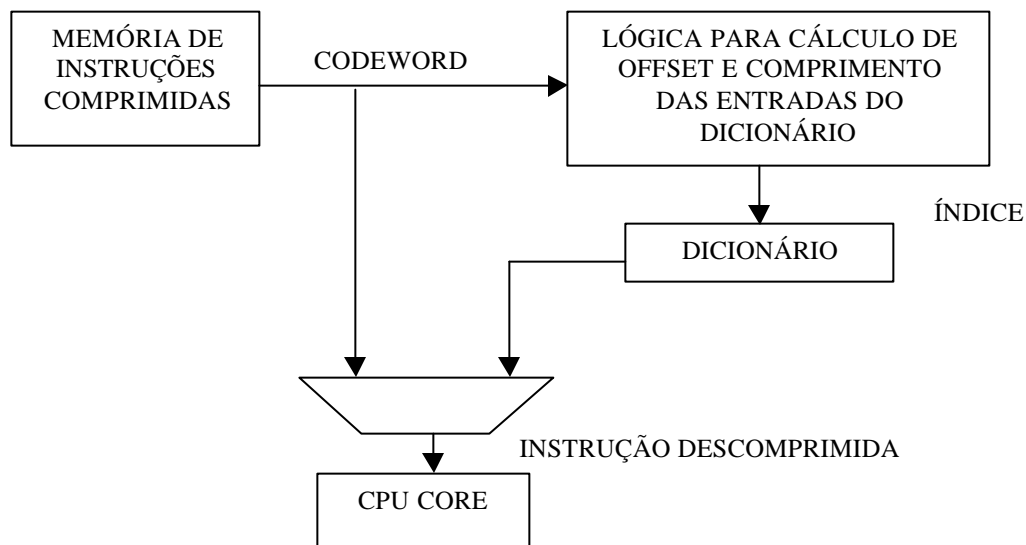 MEMÓRIA DE
INSTRUÇÕES
COMPRIMIDAS
CODEWORD
LÓGICA PARA CÁLCULO DE
OFFSET E COMPRIMENTO
DAS ENTRADAS DO
DICIONÁRIO
ÍNDICE
DICIONÁRIO
INSTRUÇÃO DESCOMPRIMIDA
CPU CORE